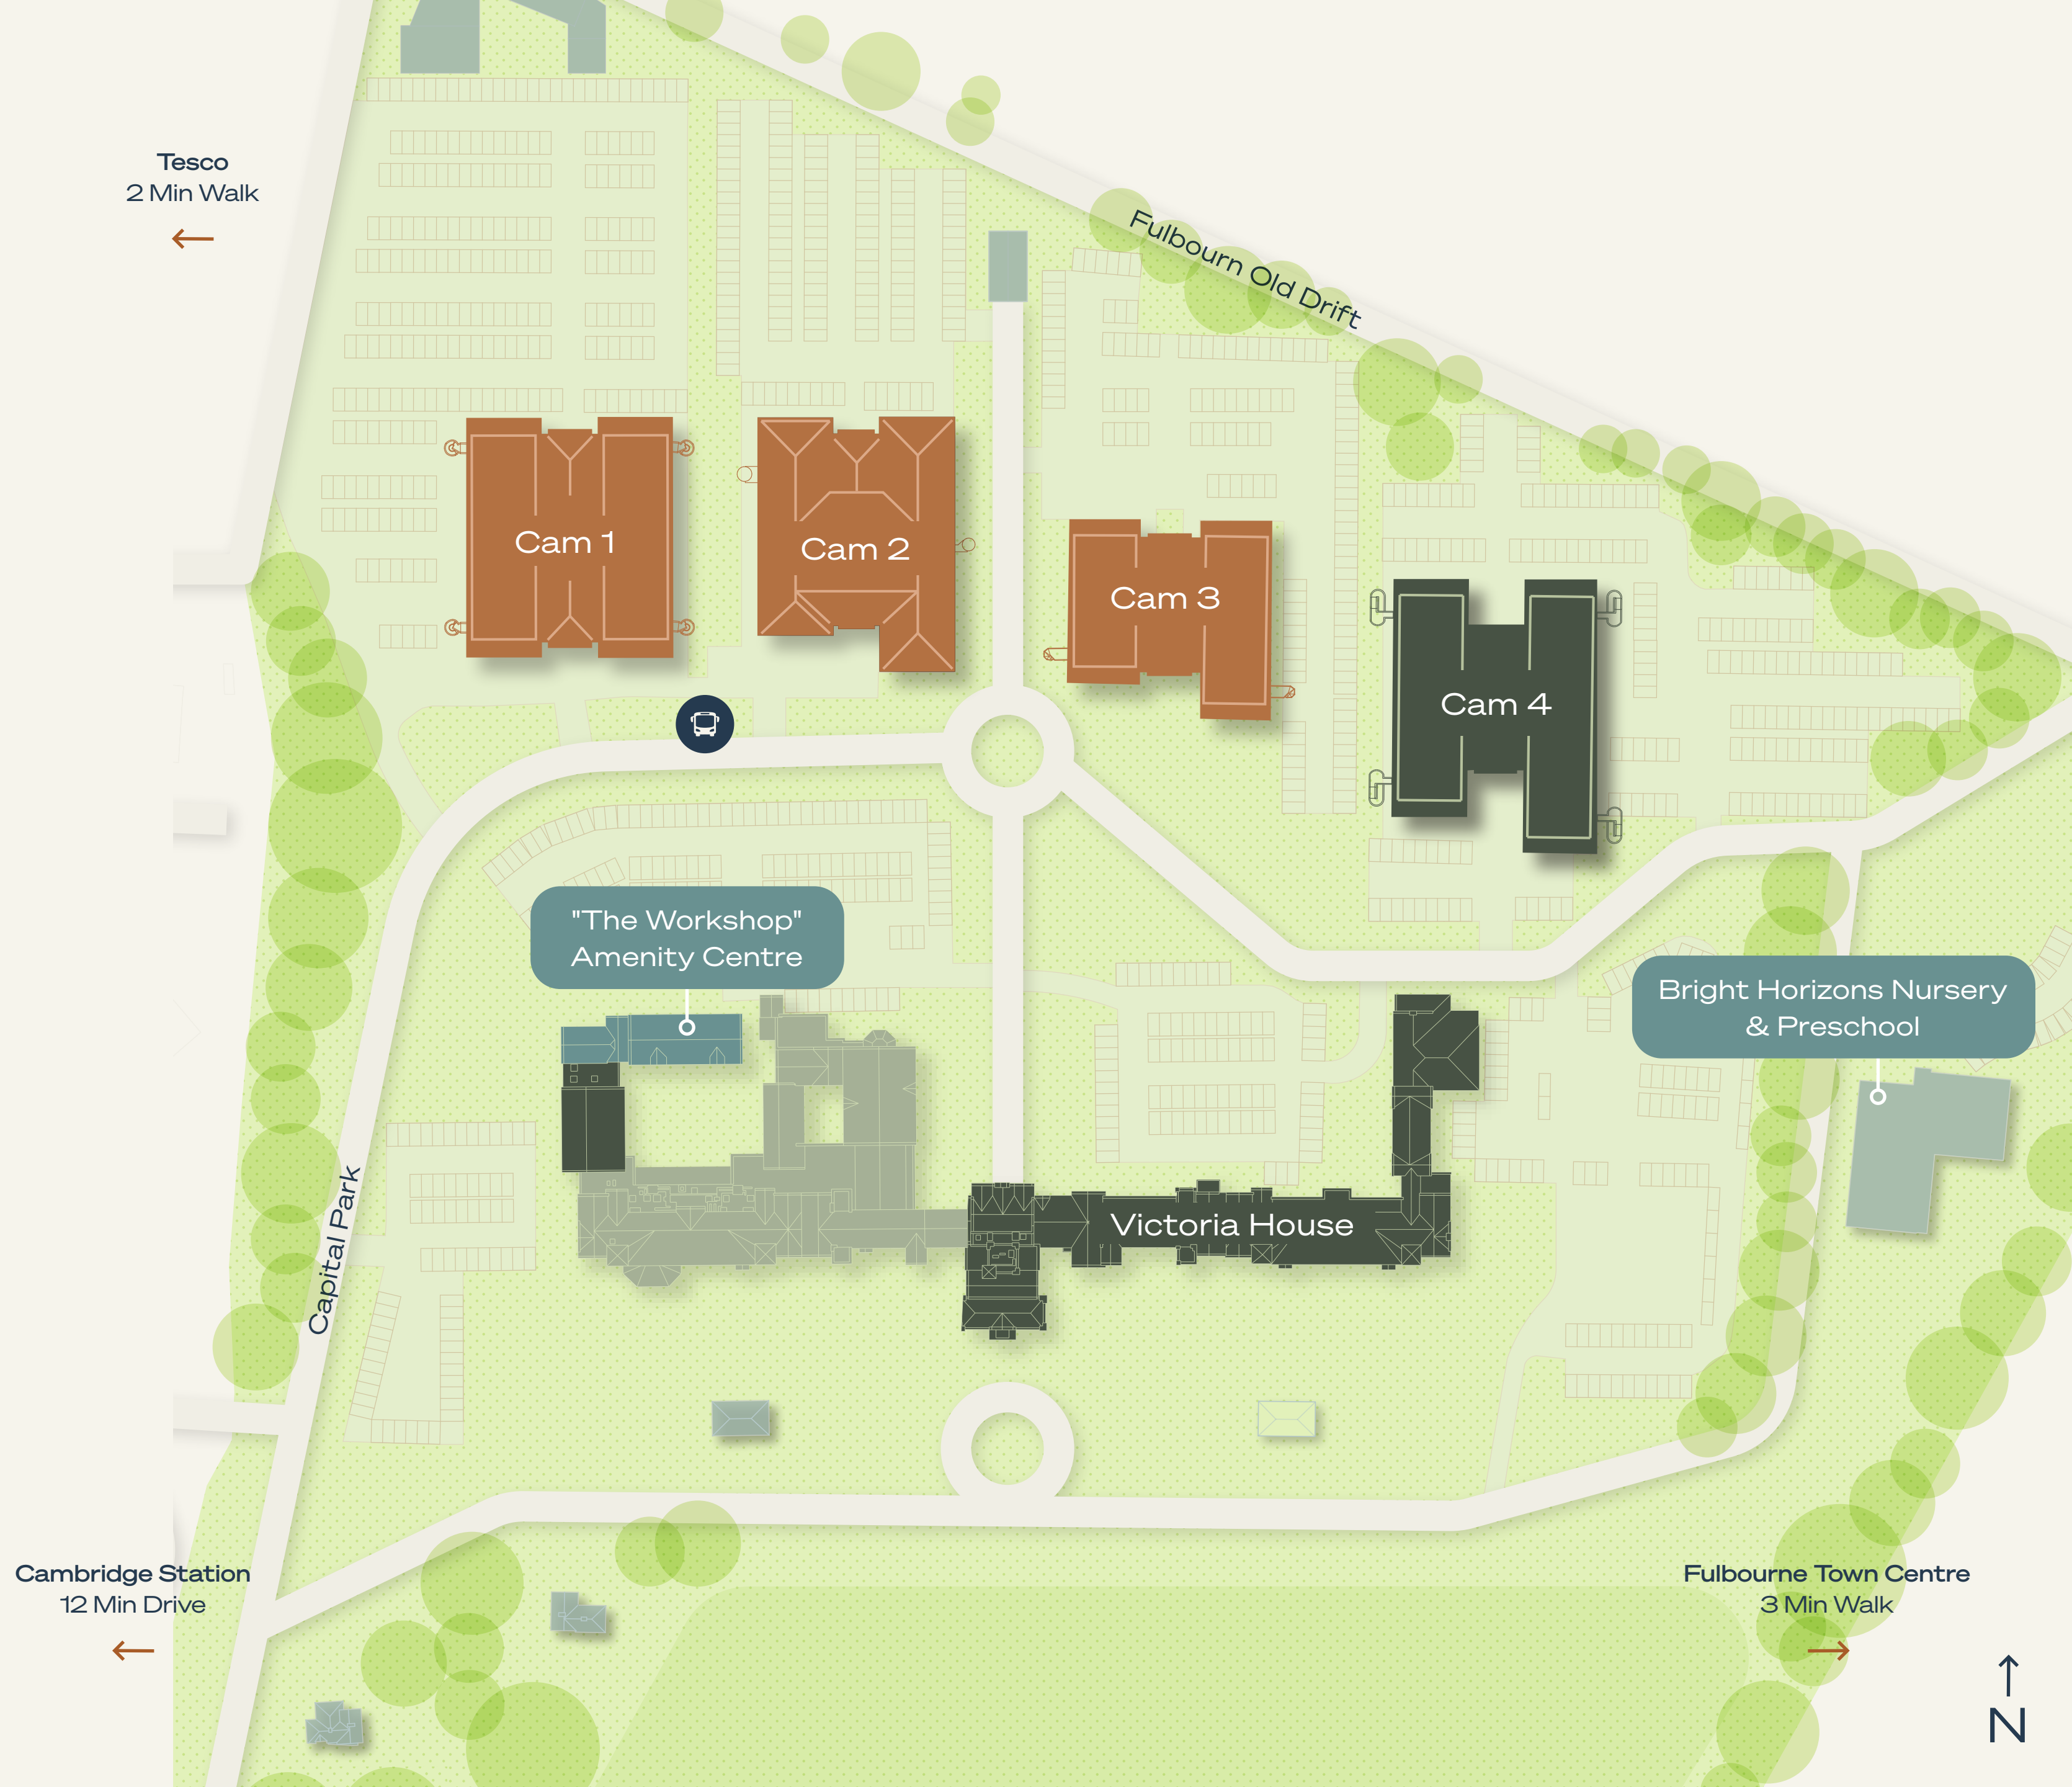 Tesco
2 Min Walk
Fulbourn Old Drift
Cam 1
Cam 2
Cam 3
Cam 4
"The Workshop"
Amenity Centre
Bright Horizons Nursery
& Preschool
Capital Park
Victoria House
Cambridge Station
12 Min Drive
Fulbourne Town Centre
3 Min Walk
N